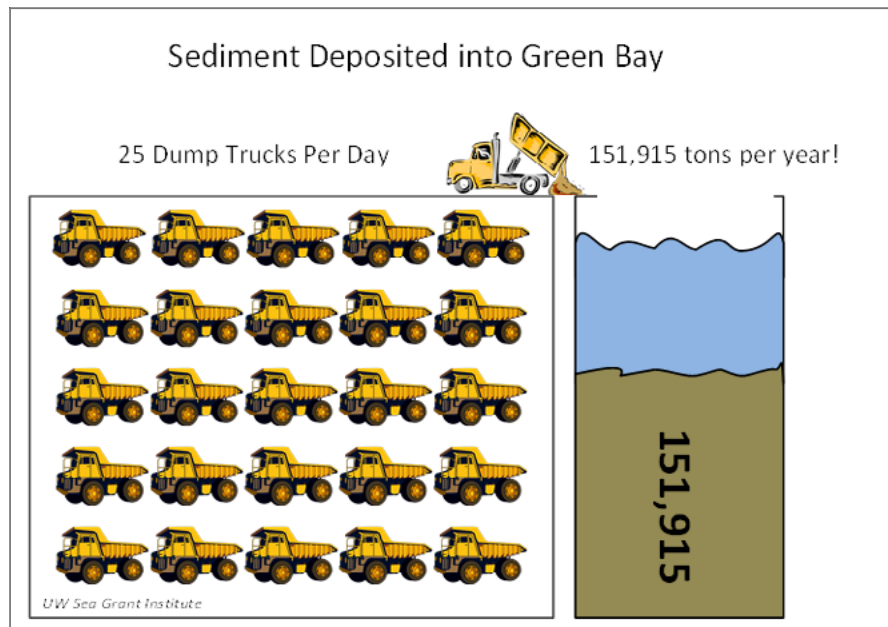 Sediment Deposited into Green Bay
25 Dump Trucks Per Day
151,915 tons per year!
151,915
UW Sea Grant Institute